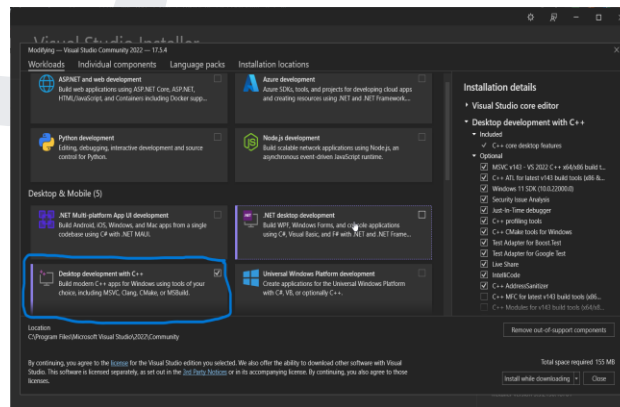 Visual Studio Installer
Modifying — Visual Studio Community 2022 — 17.5.4
Workloads Individual components Language packs Installation locations
ASP.NET and web development
Build web applications using ASP.NET Core, ASP.NET,
HTML/JavaScript, and Containers including Docker supp...
Azure development
Azure SDKs, tools, and projects for developing cloud apps
and creating resources using .NET and .NET Framework...
Python development
Editing, debugging, interactive development and source
control for Python.
Node.js development
Build scalable network applications using Node.js, an
asynchronous event-driven JavaScript runtime.
Desktop & Mobile (5)
.NET Multi-platform App UI development
Build Android, iOS, Windows, and Mac apps from a single
codebase using C# with .NET MAUI.
.NET desktop development
Build WPF, Windows Forms, and console applications
using C#, Visual Basic, and F# with .NET and .NET Frame...
Desktop development with C++
Build modern C++ apps for Windows using tools of your
choice, including MSVC, Clang, CMake, or MSBuild.
Universal Windows Platform development
Create applications for the Universal Windows Platform
with C#, VB, or optionally C++.
Location
C:\Program Files\Microsoft Visual Studio\2022\Community
By continuing, you agree to the license for the Visual Studio edition you selected. We also offer the ability to download other software with Visual
Studio. This software is licensed separately, as set out in the 3rd Party Notices or in its accompanying license. By continuing, you also agree to those
licenses.
Installation details
Visual Studio core editor
Desktop development with C++
Included
C++ core desktop features
Optional
MSVC v143 - VS 2022 C++ x64/x86 build t...
C++ ATL for latest v143 build tools (x86 &...
Windows 11 SDK (10.0.22000.0)
Security Issue Analysis
Just-In-Time debugger
C++ profiling tools
C++ CMake tools for Windows
Test Adapter for Boost.Test
Test Adapter for Google Test
Live Share
IntelliCode
C++ AddressSanitizer
C++ MFC for latest v143 build tools (x86...
C++ Modules for v143 build tools (x64/x8...
Remove out-of-support components
Total space required 155 MB
Install while downloading
Close